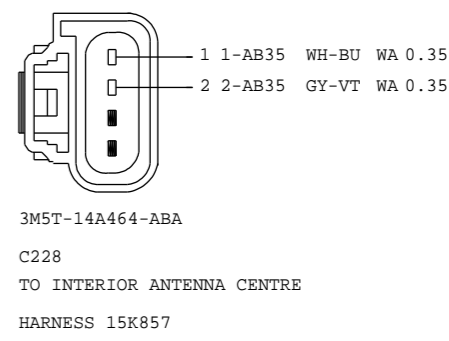 1 1-AB35 WH-BU WA 0.35
2 2-AB35 GY-VT WA 0.35
3M5T-14A464-ABA
C228
TO INTERIOR ANTENNA CENTRE
HARNESS 15K857